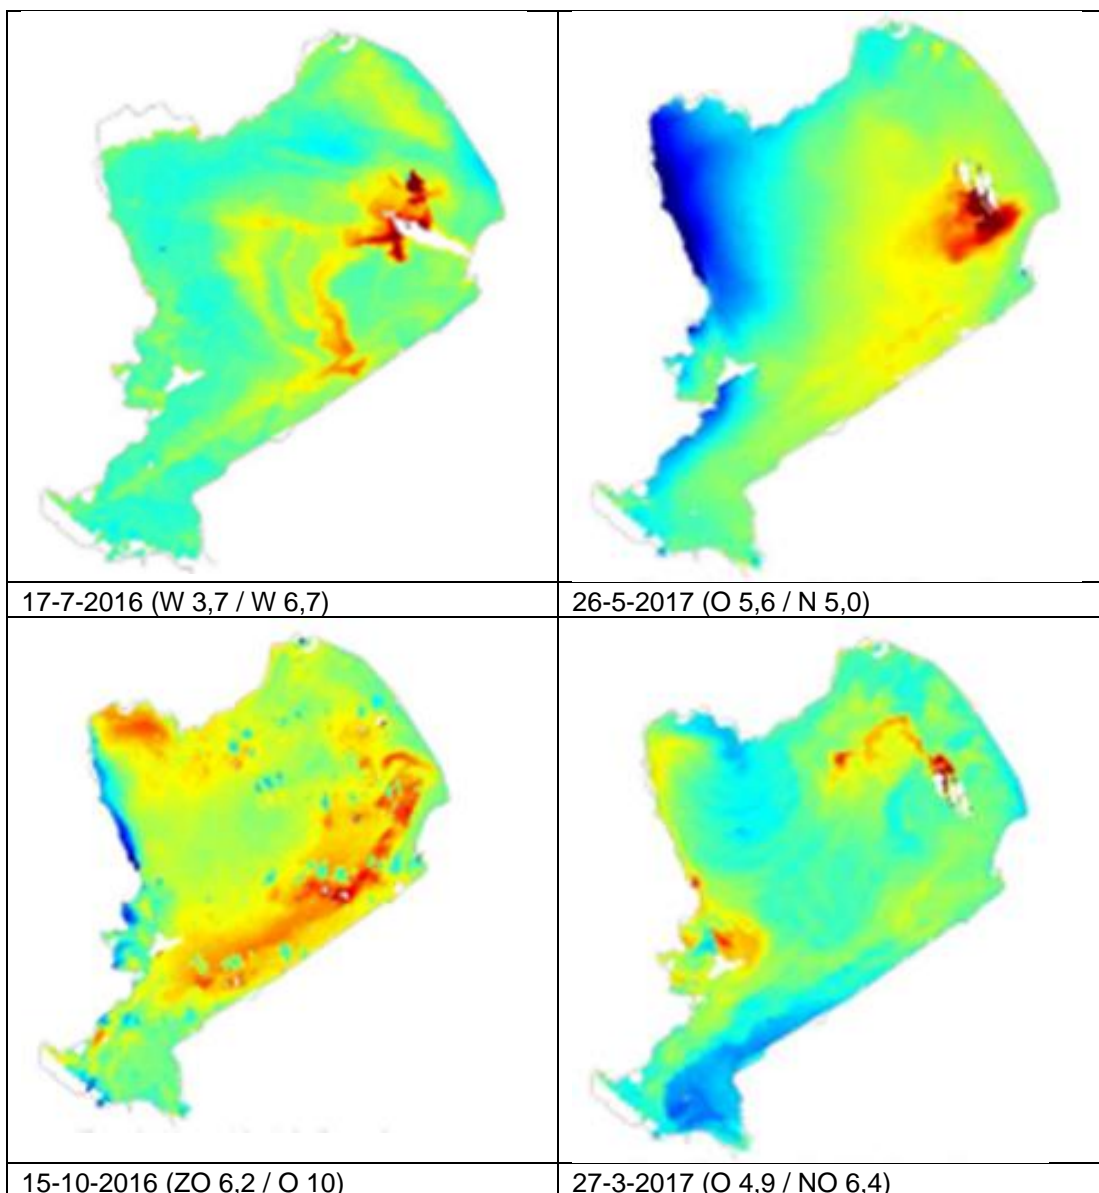 17-7-2016 (W 3,7 / W 6,7)
26-5-2017 (O 5,6 / N 5,0)
15-10-2016 (ZO 6,2 / O 10)
27-3-2017 (O 4,9 / NO 6,4)